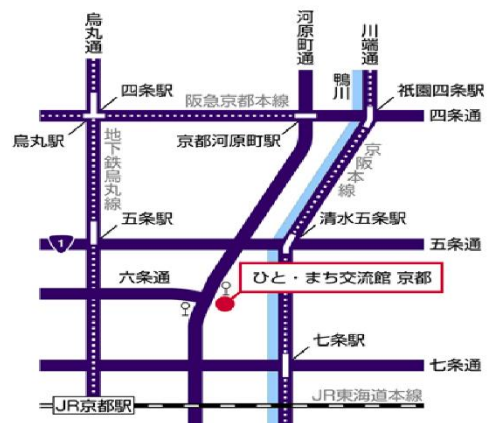 烏丸通
河原町通
川端通
鴨川
四条駅
阪急京都本線
祇園四条駅
四条通
烏丸駅
地下鉄烏丸線
京都河原町駅
京阪本線
五条駅
清水五条駅
1
五条通
六条通
ひと・まち交流館 京都
七条駅
七条通
JR東海道本線
JR京都駅